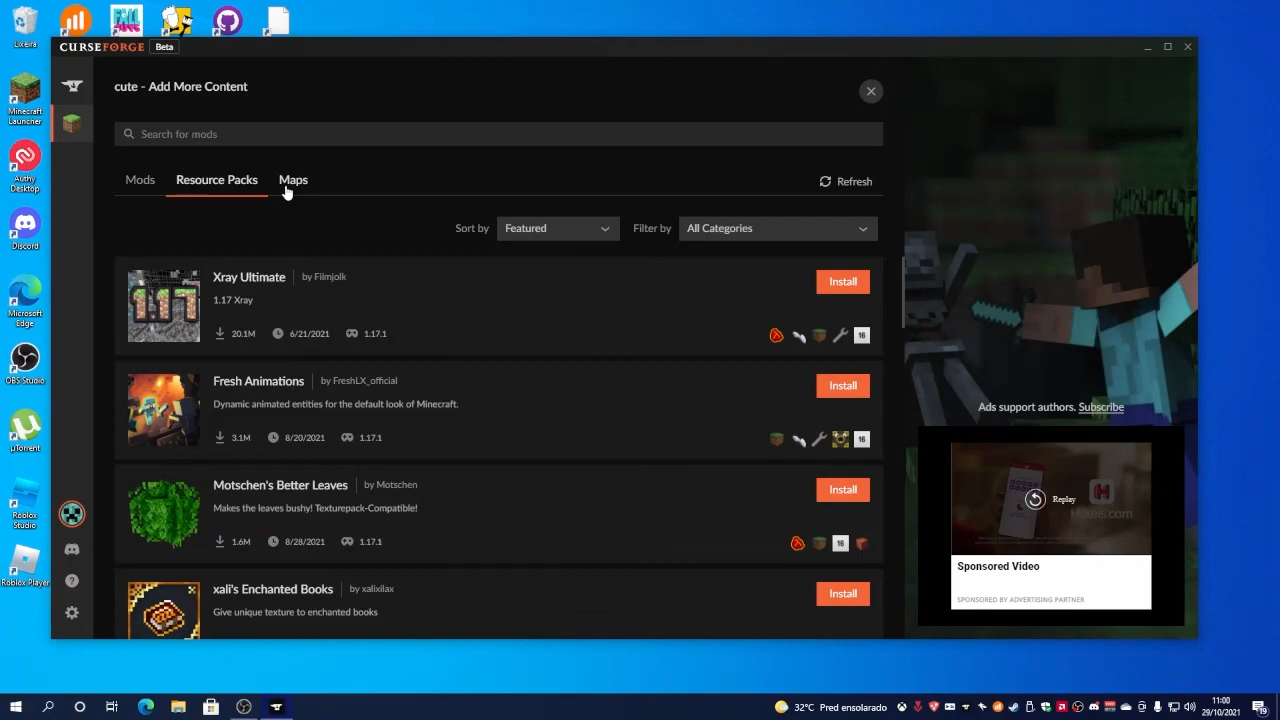 Lixeira
CURSEFORGE Beta
Minecraft
Launcher
Authy
Desktop
Discord
Microsoft
Edge
OBS Studio
µTorrent
Roblox
Studio
Roblox Player
cute - Add More Content
Search for mods
Mods Resource Packs Maps
Refresh
Sort by Featured Filter by All Categories
Xray Ultimate by Filmjolk Install
1.17 Xray
20.1M 6/21/2021 1.17.1 16
Fresh Animations by FreshLX_official Install
Dynamic animated entities for the default look of Minecraft.
3.1M 8/20/2021 1.17.1 16
Motschen's Better Leaves by Motschen Install
Makes the leaves bushy! Texturepack-Compatible!
1.6M 8/28/2021 1.17.1 16
xali's Enchanted Books by xalixilax Install
Give unique texture to enchanted books
Ads support authors. Subscribe
Replay
Hotels.com
Sponsored Video
SPONSORED BY ADVERTISING PARTNER
32°C Pred ensolarado
11:00
29/10/2021
19